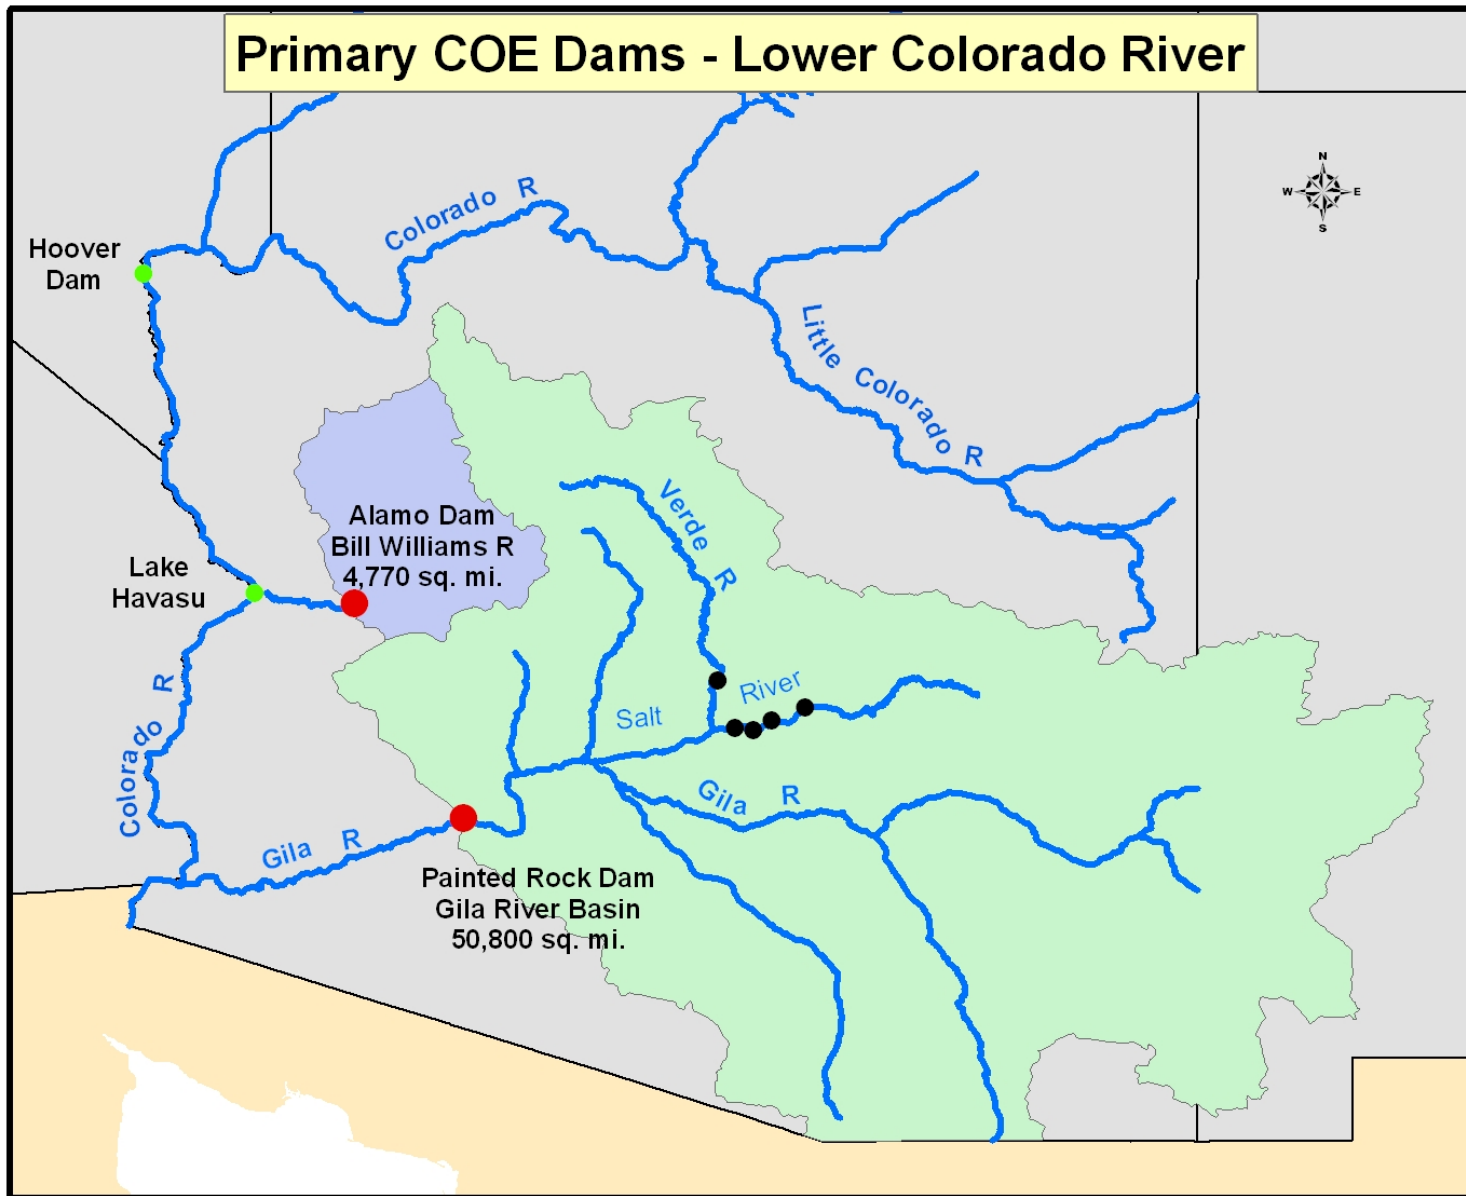 Primary COE Dams - Lower Colorado River
N
W E
S
Colorado R
Hoover
Dam
Little Colorado R
Verde R
Alamo Dam
Bill Williams R
4,770 sq. mi.
Lake
Havasu
Salt River
Colorado R
Gila R
Gila R
Painted Rock Dam
Gila River Basin
50,800 sq. mi.